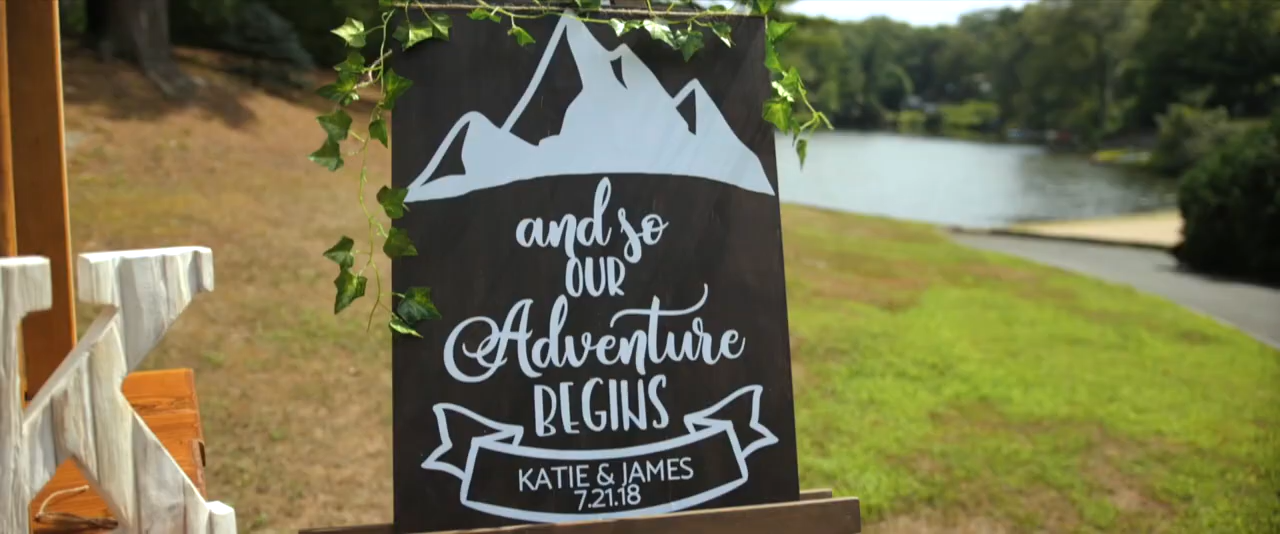 and so
OUR
Adventure
BEGINS
KATIE & JAMES
7.21.18
K